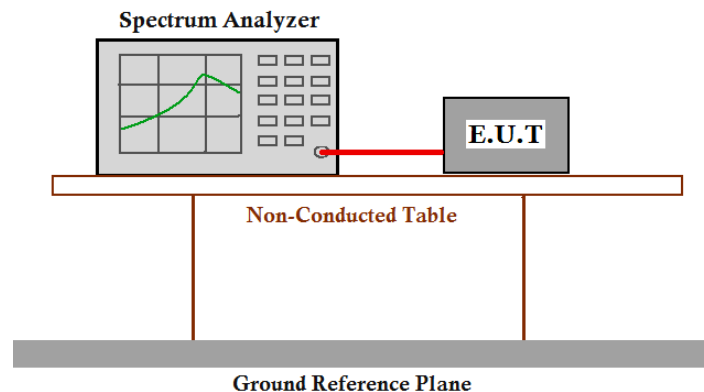 Spectrum Analyzer
E.U.T
Non-Conducted Table
Ground Reference Plane